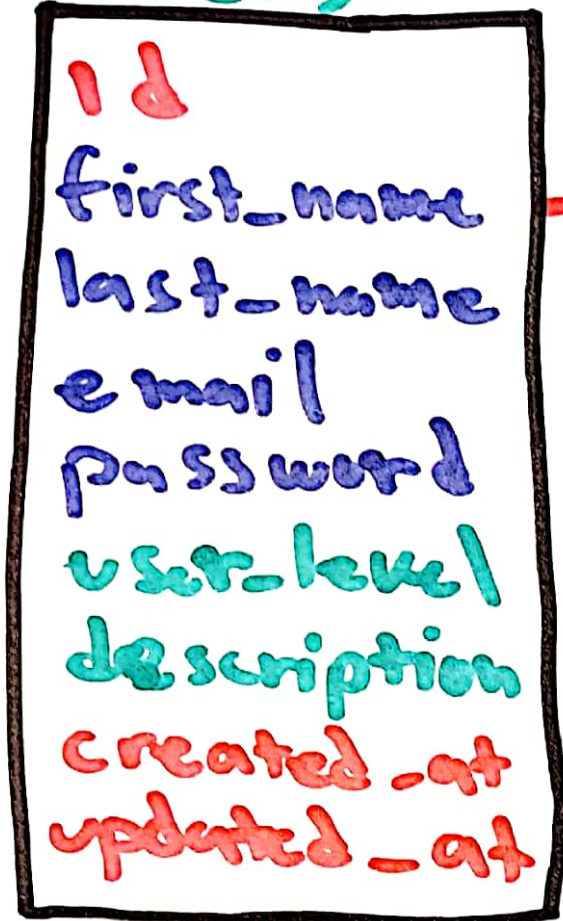 id
first_name
last_name
email
password
user_level
description
created_at
updated_at